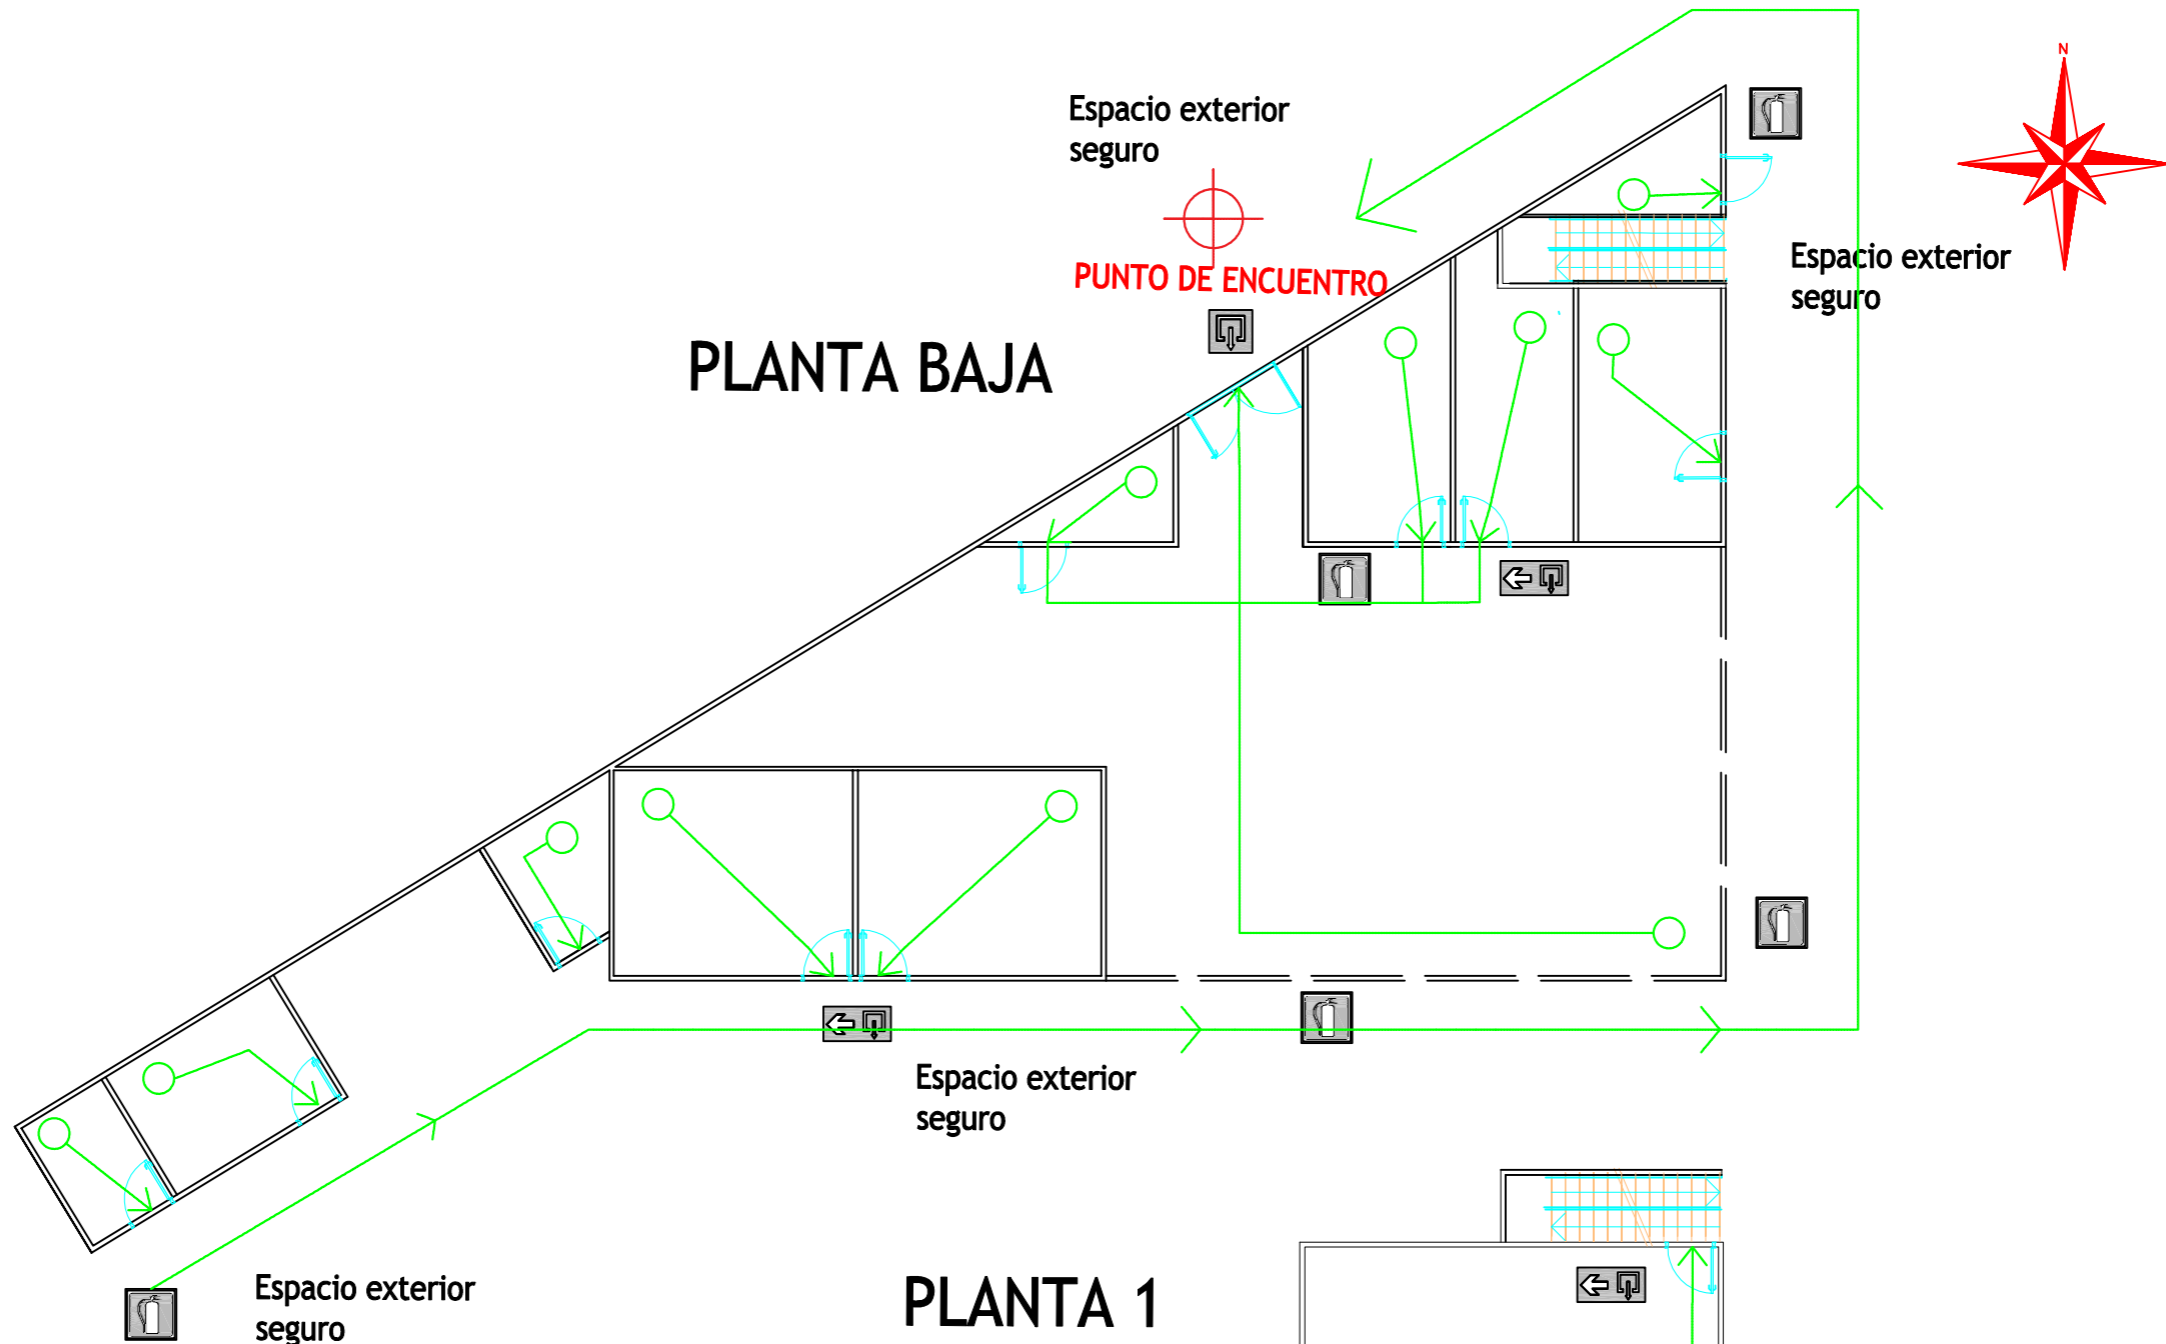 N
Espacio exterior
seguro
PUNTO DE ENCUENTRO
Espacio exterior
seguro
PLANTA BAJA
Espacio exterior
seguro
Espacio exterior
seguro
PLANTA 1